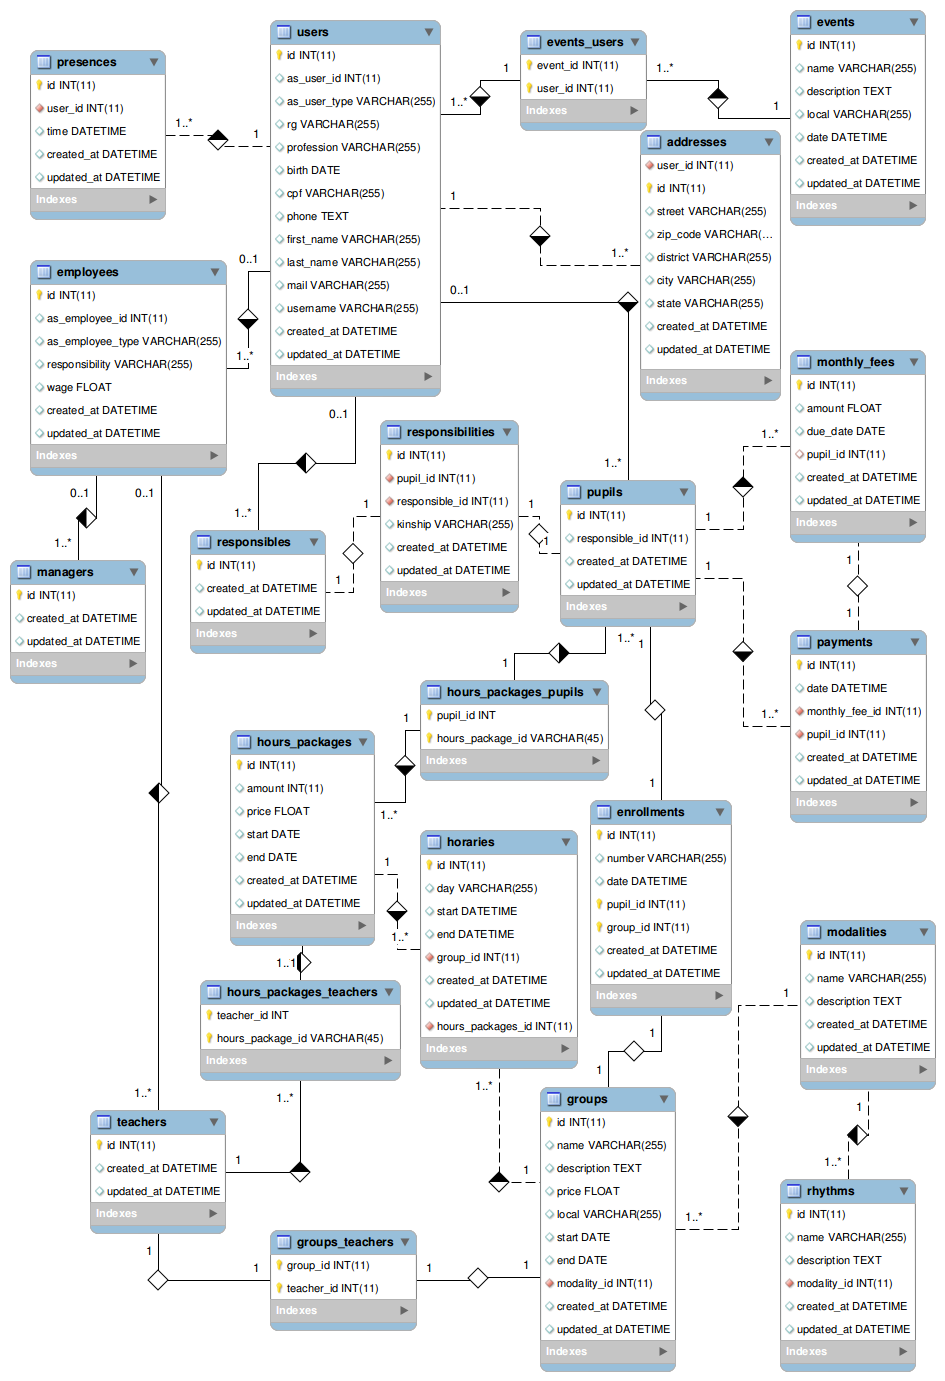 presences
id INT(11)
user_id INT(11)
time DATETIME
created_at DATETIME
updated_at DATETIME
Indexes
1..*
1
users
id INT(11)
as_user_id INT(11)
as_user_type VARCHAR(255)
rg VARCHAR(255)
profession VARCHAR(255)
birth DATE
cpf VARCHAR(255)
phone TEXT
first_name VARCHAR(255)
last_name VARCHAR(255)
mail VARCHAR(255)
username VARCHAR(255)
created_at DATETIME
updated_at DATETIME
Indexes
1..*
1
events_users
event_id INT(11)
user_id INT(11)
Indexes
1..*
1
events
id INT(11)
name VARCHAR(255)
description TEXT
local VARCHAR(255)
date DATETIME
created_at DATETIME
updated_at DATETIME
Indexes
addresses
user_id INT(11)
id INT(11)
street VARCHAR(255)
zip_code VARCHAR(...
district VARCHAR(255)
city VARCHAR(255)
state VARCHAR(255)
created_at DATETIME
updated_at DATETIME
Indexes
1
1..*
0..1
1..*
employees
id INT(11)
as_employee_id INT(11)
as_employee_type VARCHAR(255)
responsibility VARCHAR(255)
wage FLOAT
created_at DATETIME
updated_at DATETIME
Indexes
0..1
1..*
0..1
1..*
0..1
1..*
managers
id INT(11)
created_at DATETIME
updated_at DATETIME
Indexes
0..1
1..*
responsibles
id INT(11)
created_at DATETIME
updated_at DATETIME
Indexes
1
1
responsibilities
id INT(11)
pupil_id INT(11)
responsible_id INT(11)
kinship VARCHAR(255)
created_at DATETIME
updated_at DATETIME
Indexes
1
1
pupils
id INT(11)
responsible_id INT(11)
created_at DATETIME
updated_at DATETIME
Indexes
1
1..*
1
1..*
monthly_fees
id INT(11)
amount FLOAT
due_date DATE
pupil_id INT(11)
created_at DATETIME
updated_at DATETIME
Indexes
1
1
payments
id INT(11)
date DATETIME
monthly_fee_id INT(11)
pupil_id INT(11)
created_at DATETIME
updated_at DATETIME
Indexes
1..*
1
1
1
hours_packages_pupils
pupil_id INT
hours_package_id VARCHAR(45)
Indexes
1
1..*
hours_packages
id INT(11)
amount INT(11)
price FLOAT
start DATE
end DATE
created_at DATETIME
updated_at DATETIME
Indexes
1
1..*
1..1
horaries
id INT(11)
day VARCHAR(255)
start DATETIME
end DATETIME
group_id INT(11)
created_at DATETIME
updated_at DATETIME
hours_packages_id INT(11)
Indexes
1..*
1
enrollments
id INT(11)
number VARCHAR(255)
date DATETIME
pupil_id INT(11)
group_id INT(11)
created_at DATETIME
updated_at DATETIME
Indexes
1
1
hours_packages_teachers
teacher_id INT
hours_package_id VARCHAR(45)
Indexes
1..*
1
teachers
id INT(11)
created_at DATETIME
updated_at DATETIME
Indexes
1
1
groups_teachers
group_id INT(11)
teacher_id INT(11)
Indexes
1
1
groups
id INT(11)
name VARCHAR(255)
description TEXT
price FLOAT
local VARCHAR(255)
start DATE
end DATE
modality_id INT(11)
created_at DATETIME
updated_at DATETIME
Indexes
1..*
1
modalities
id INT(11)
name VARCHAR(255)
description TEXT
created_at DATETIME
updated_at DATETIME
Indexes
1
1..*
rhythms
id INT(11)
name VARCHAR(255)
description TEXT
modality_id INT(11)
created_at DATETIME
updated_at DATETIME
Indexes